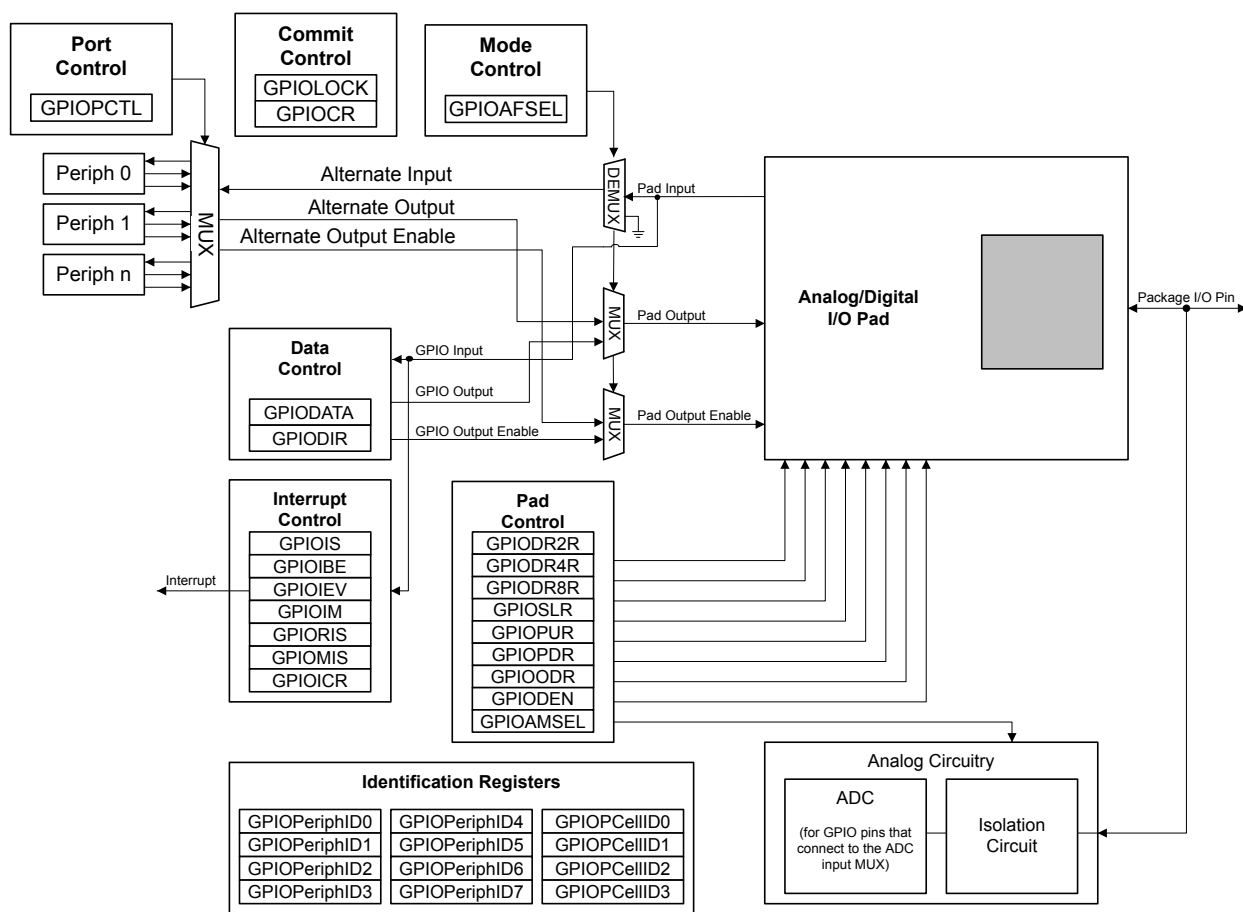 Port
Control
GPIOPCTL
Commit
Control
GPIOLOCK
GPIOCR
Mode
Control
GPIOAFSEL
Periph 0
Periph 1
Periph n
MUX
Alternate Input
Alternate Output
Alternate Output Enable
DEMUX
Pad Input
MUX
Pad Output
MUX
Pad Output Enable
Analog/Digital
I/O Pad
Package I/O Pin
Data
Control
GPIODATA
GPIODIR
GPIO Input
GPIO Output
GPIO Output Enable
Interrupt
Control
GPIOIS
GPIOIBE
GPIOIEV
GPIOIM
GPIORIS
GPIOMIS
GPIOICR
Interrupt
Pad
Control
GPIODR2R
GPIODR4R
GPIODR8R
GPIOSLR
GPIOPUR
GPIOPDR
GPIOODR
GPIODEN
GPIOAMSEL
Analog Circuitry
ADC
(for GPIO pins that
connect to the ADC
input MUX)
Isolation
Circuit
Identification Registers
GPIOPeriphID0
GPIOPeriphID1
GPIOPeriphID2
GPIOPeriphID3
GPIOPeriphID4
GPIOPeriphID5
GPIOPeriphID6
GPIOPeriphID7
GPIOPCellID0
GPIOPCellID1
GPIOPCellID2
GPIOPCellID3